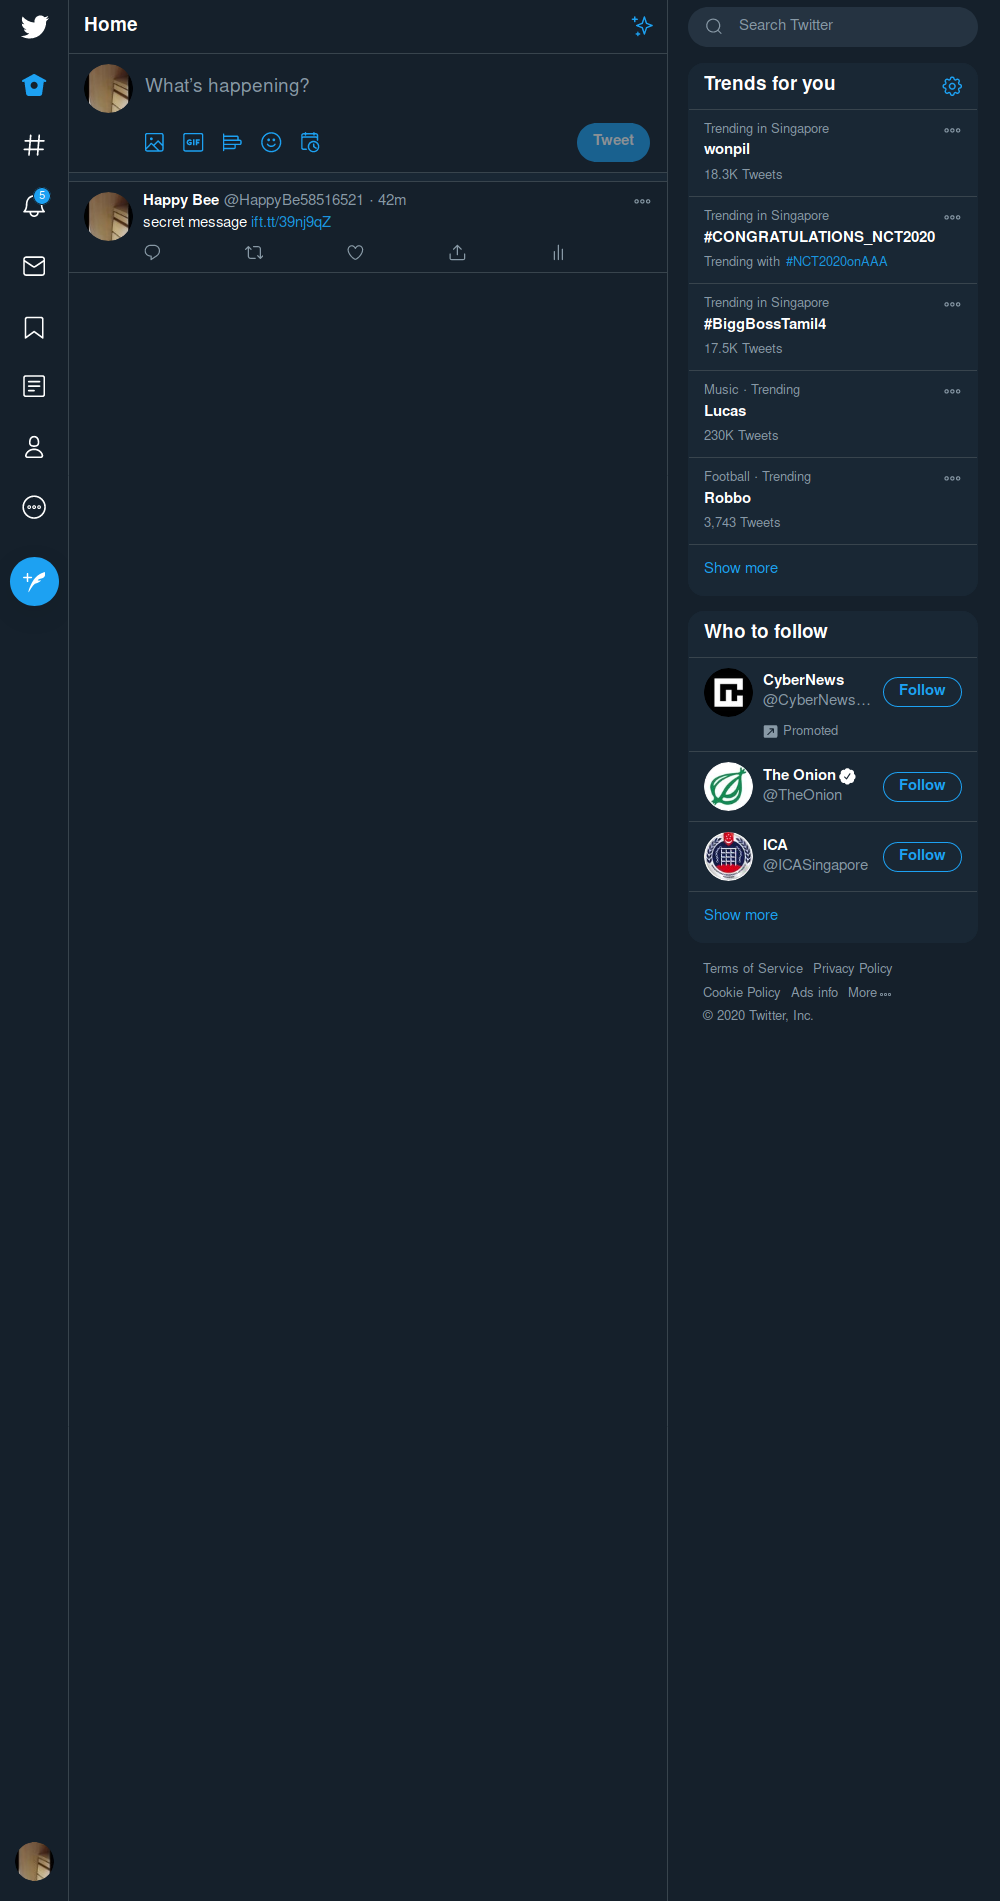 Home
What's happening?
GIF
Tweet
5
Happy Bee @HappyBe58516521 · 42m
secret message ift.tt/39nj9qZ
Search Twitter
Trends for you
Trending in Singapore
wonpil
18.3K Tweets
Trending in Singapore
#CONGRATULATIONS_NCT2020
Trending with #NCT2020onAAA
Trending in Singapore
#BiggBossTamil4
17.5K Tweets
Music · Trending
Lucas
230K Tweets
Football · Trending
Robbo
3,743 Tweets
Show more
Who to follow
CyberNews
@CyberNews…
Follow
Promoted
The Onion
@TheOnion
Follow
ICA
@ICASingapore
Follow
Show more
Terms of Service Privacy Policy
Cookie Policy Ads info More
© 2020 Twitter, Inc.